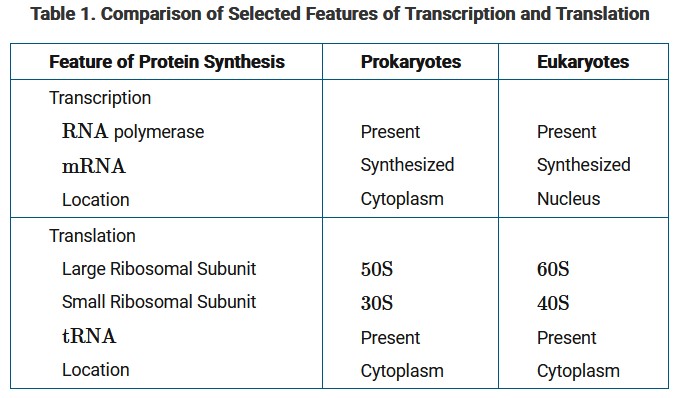 Table 1. Comparison of Selected Features of Transcription and Translation
Feature of Protein Synthesis Prokaryotes Eukaryotes
Transcription
RNA polymerase Present Present
mRNA Synthesized Synthesized
Location Cytoplasm Nucleus
Translation
Large Ribosomal Subunit 50S 60S
Small Ribosomal Subunit 30S 40S
tRNA Present Present
Location Cytoplasm Cytoplasm